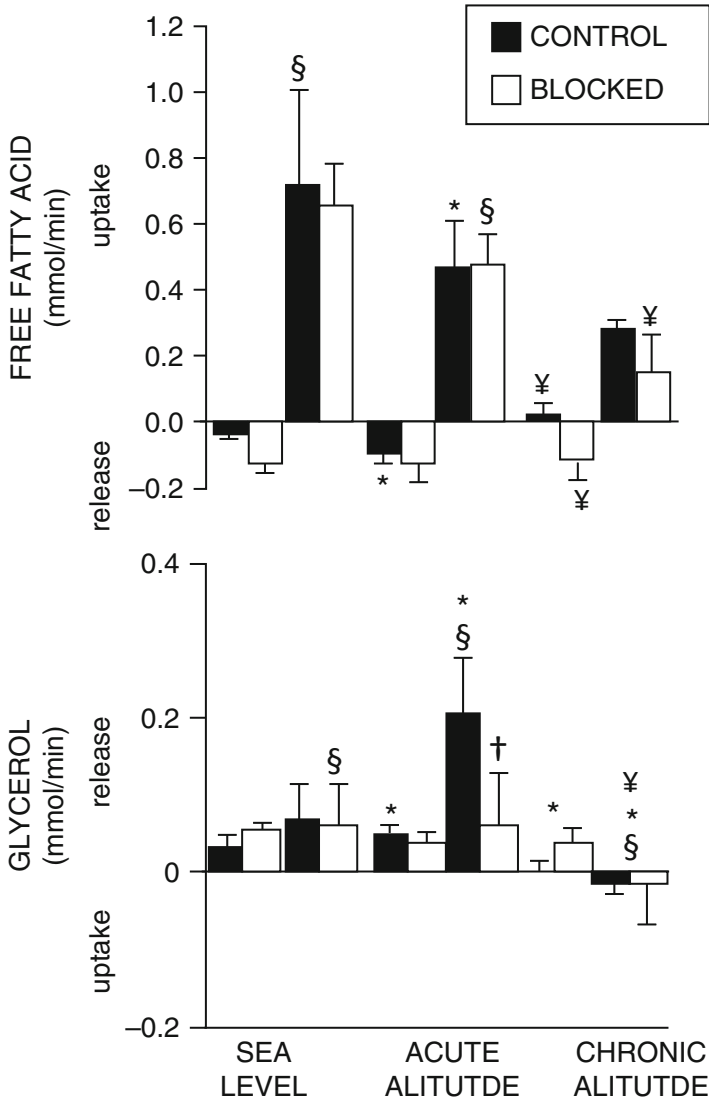 CONTROL
BLOCKED
FREE FATTY ACID
(mmol/min)
uptake
release
1.2
1.0
0.8
0.6
0.4
0.2
0.0
–0.2
§
*
§
¥
¥
*
¥
GLYCEROL
(mmol/min)
release
uptake
0.4
0.2
0
–0.2
*
§
§
†
¥
*
*
*
§
SEA
LEVEL
ACUTE
ALITUTDE
CHRONIC
ALITUTDE